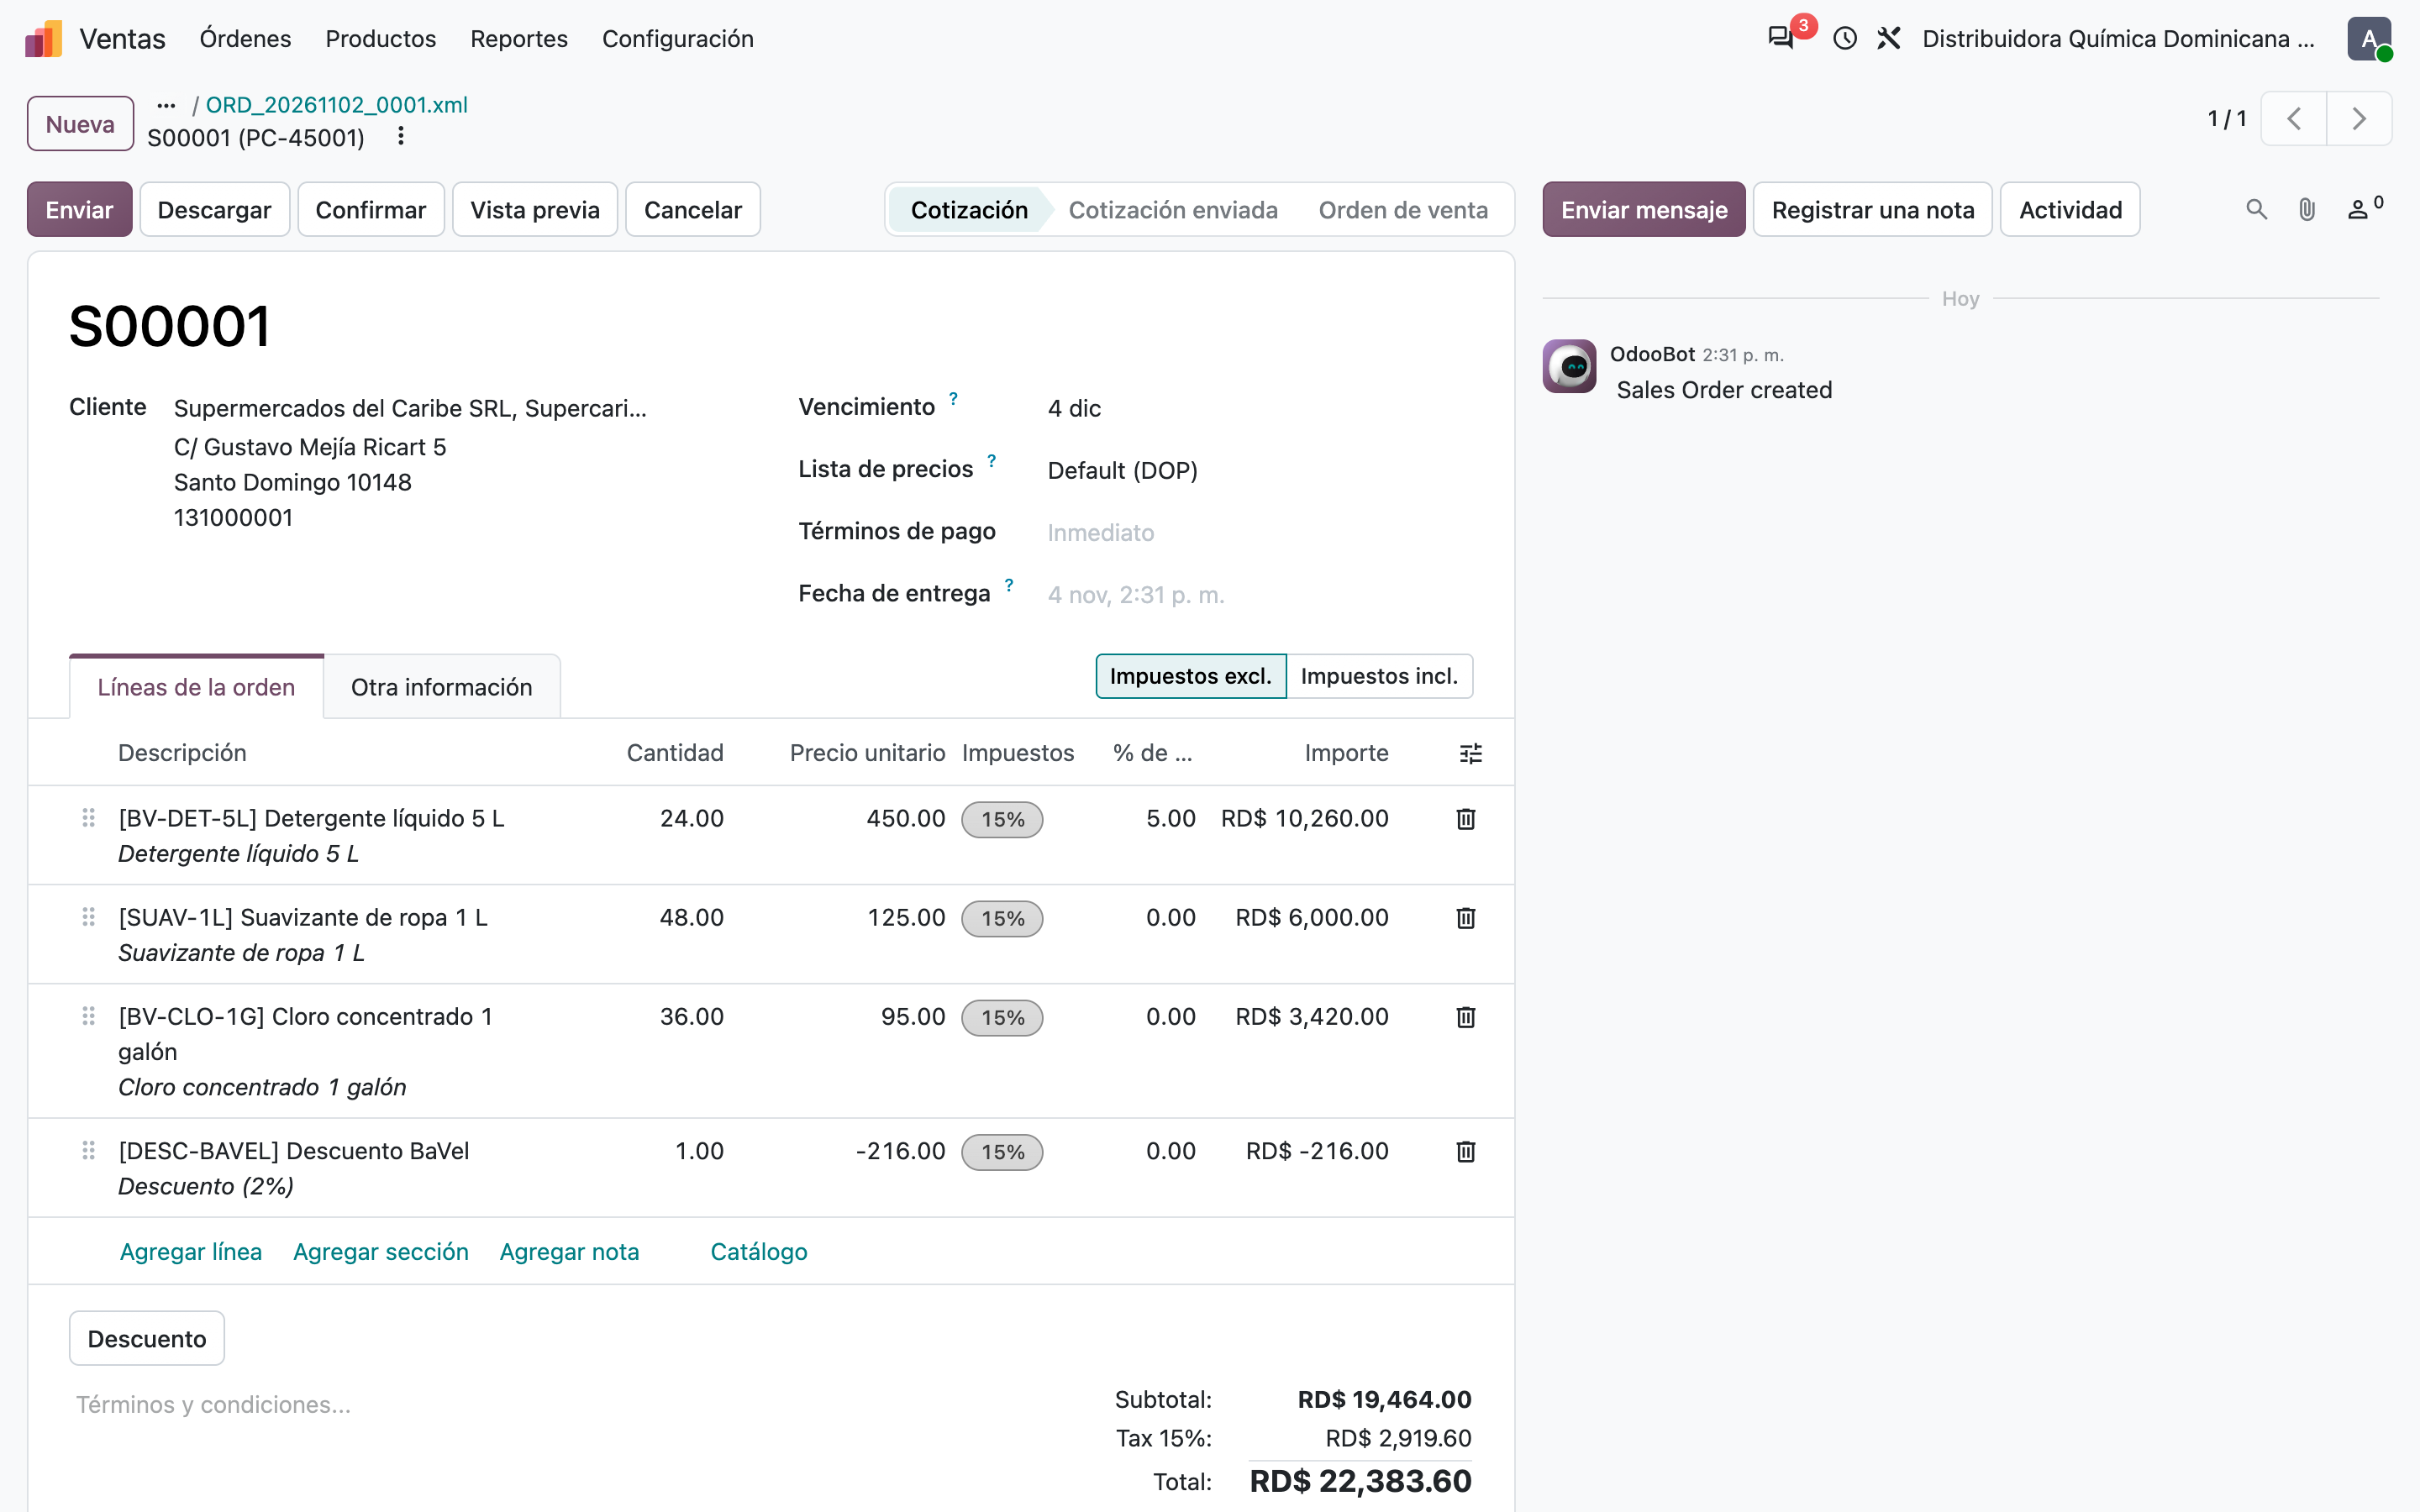 Ventas Órdenes Productos Reportes Configuración 3 Distribuidora Química Dominicana ... A
Nueva ... / ORD_20261102_0001.xml
S00001 (PC-45001)
1 / 1
Enviar Descargar Confirmar Vista previa Cancelar Cotización Cotización enviada Orden de venta Enviar mensaje Registrar una nota Actividad 0
Hoy
OdooBot 2:31 p. m.
Sales Order created
S00001
Cliente Supermercados del Caribe SRL, Supercari...
C/ Gustavo Mejía Ricart 5
Santo Domingo 10148
131000001
Vencimiento ? 4 dic
Lista de precios ? Default (DOP)
Términos de pago Inmediato
Fecha de entrega ? 4 nov, 2:31 p. m.
Líneas de la orden Otra información Impuestos excl. Impuestos incl.
Descripción Cantidad Precio unitario Impuestos % de ... Importe
[BV-DET-5L] Detergente líquido 5 L 24.00 450.00 15% 5.00 RD$ 10,260.00
Detergente líquido 5 L
[SUAV-1L] Suavizante de ropa 1 L 48.00 125.00 15% 0.00 RD$ 6,000.00
Suavizante de ropa 1 L
[BV-CLO-1G] Cloro concentrado 1 36.00 95.00 15% 0.00 RD$ 3,420.00
galón
Cloro concentrado 1 galón
[DESC-BAVEL] Descuento BaVel 1.00 -216.00 15% 0.00 RD$ -216.00
Descuento (2%)
Agregar línea Agregar sección Agregar nota Catálogo
Descuento
Términos y condiciones...
Subtotal: RD$ 19,464.00
Tax 15%: RD$ 2,919.60
Total: RD$ 22,383.60